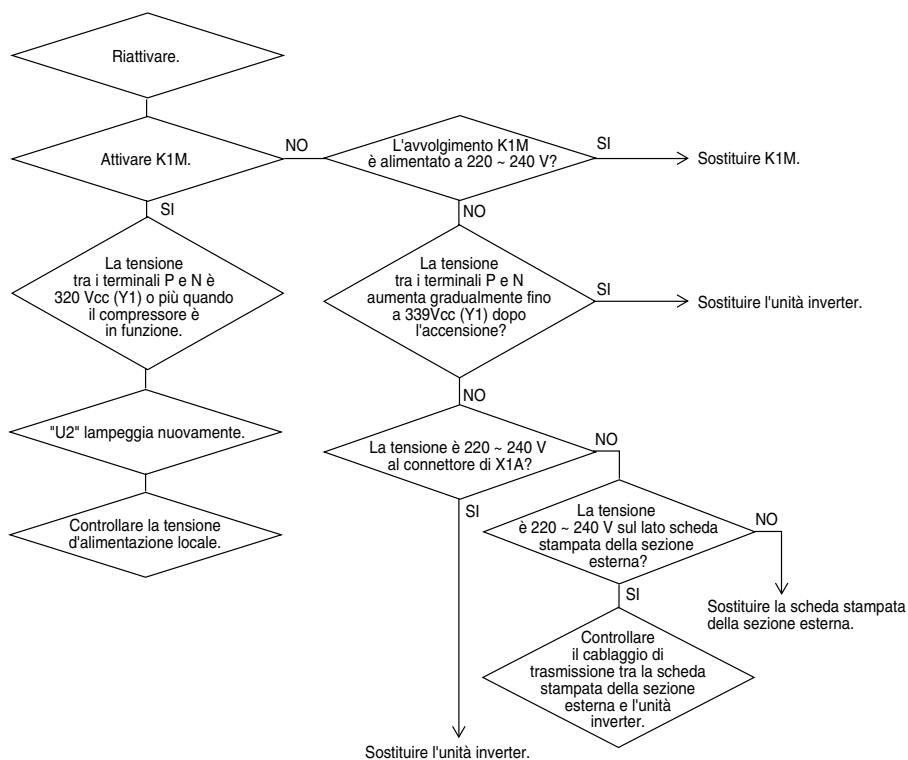 Riattivare.
Attivare K1M.
NO
L'avvolgimento K1M
è alimentato a 220 ~ 240 V?
SI
Sostituire K1M.
SI
NO
La tensione
tra i terminali P e N è
320 Vcc (Y1) o più quando
il compressore è
in funzione.
La tensione
tra i terminali P e N
aumenta gradualmente fino
a 339Vcc (Y1) dopo
l'accensione?
SI
Sostituire l'unità inverter.
NO
"U2" lampeggia nuovamente.
La tensione è 220 ~ 240 V
al connettore di X1A?
NO
SI
Controllare la tensione
d'alimentazione locale.
La tensione
è 220 ~ 240 V sul lato scheda
stampata della sezione
esterna?
NO
SI
Sostituire la scheda stampata
della sezione esterna.
Controllare
il cablaggio di
trasmissione tra la scheda
stampata della sezione
esterna e l'unità
inverter.
Sostituire l'unità inverter.